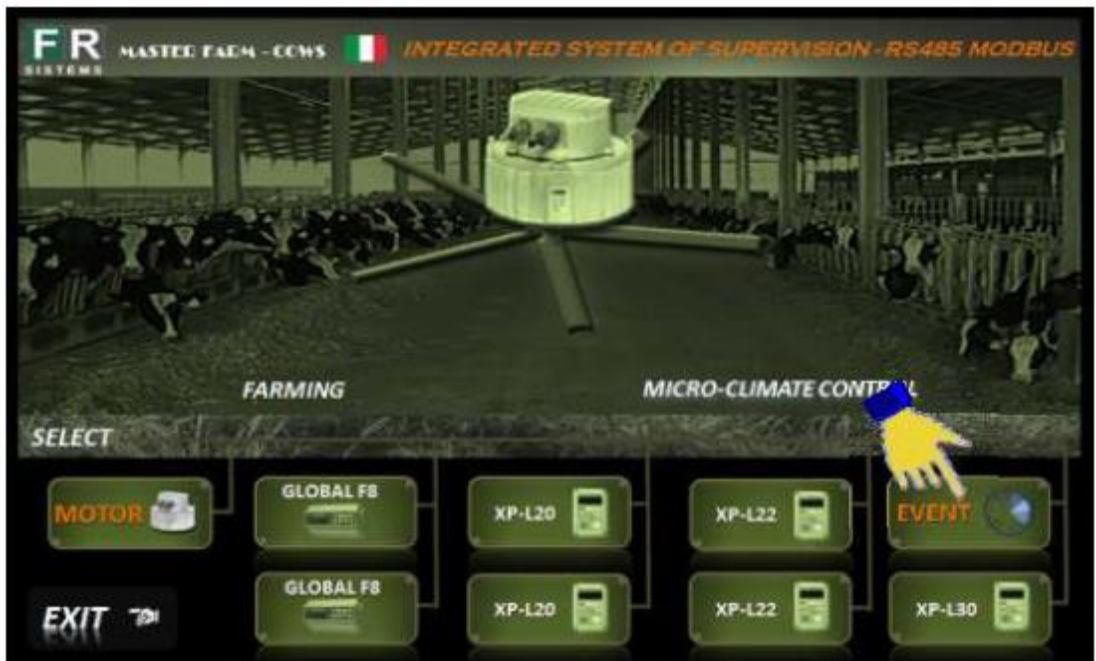 FR
SISTEMS
MASTER FARM - COWS
INTEGRATED SYSTEM OF SUPERVISION - RS485 MODBUS
FARMING
MICRO-CLIMATE CONTROL
SELECT
MOTOR
GLOBAL F8
XP-L20
XP-L22
EVENT
EXIT
GLOBAL F8
XP-L20
XP-L22
XP-L30